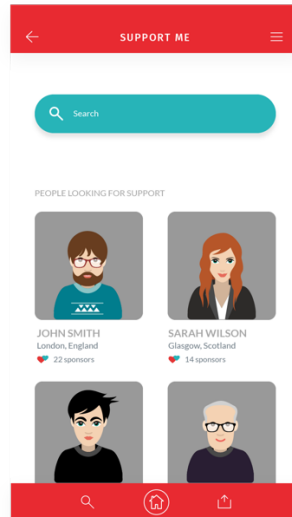 SUPPORT ME
Search
PEOPLE LOOKING FOR SUPPORT
JOHN SMITH
London, England
22 sponsors
SARAH WILSON
Glasgow, Scotland
14 sponsors